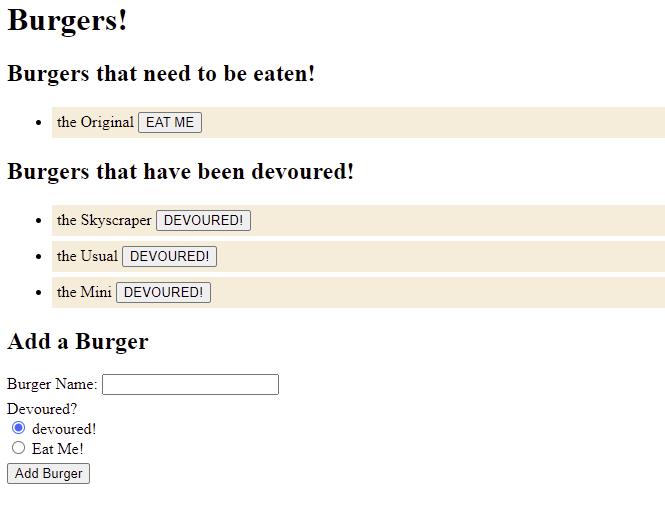 Burgers!
Burgers that need to be eaten!
the Original EAT ME
Burgers that have been devoured!
the Skyscraper DEVOURED!
the Usual DEVOURED!
the Mini DEVOURED!
Add a Burger
Burger Name:
Devoured?
devoured!
Eat Me!
Add Burger